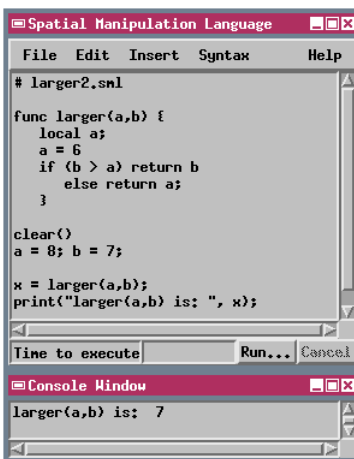 Spatial Manipulation Language
File Edit Insert Syntax Help
# larger2.sml
func larger(a,b) {
local a;
a = 6
if (b > a) return b
else return a;
}
clear()
a = 8; b = 7;
x = larger(a,b);
print("larger(a,b) is: ", x);
Time to execute Run... Cancel
Console Window
larger(a,b) is: 7